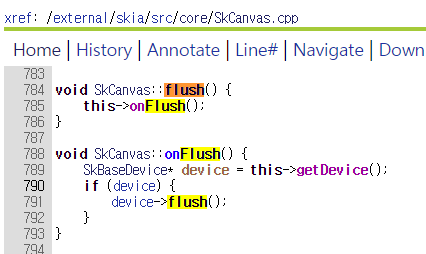 xref: /external/skia/src/core/SkCanvas.cpp
Home | History | Annotate | Line# | Navigate | Down
783
784 void SkCanvas::flush() {
785     this->onFlush();
786 }
787
788 void SkCanvas::onFlush() {
789     SkBaseDevice* device = this->getDevice();
790     if (device) {
791         device->flush();
792     }
793 }
794